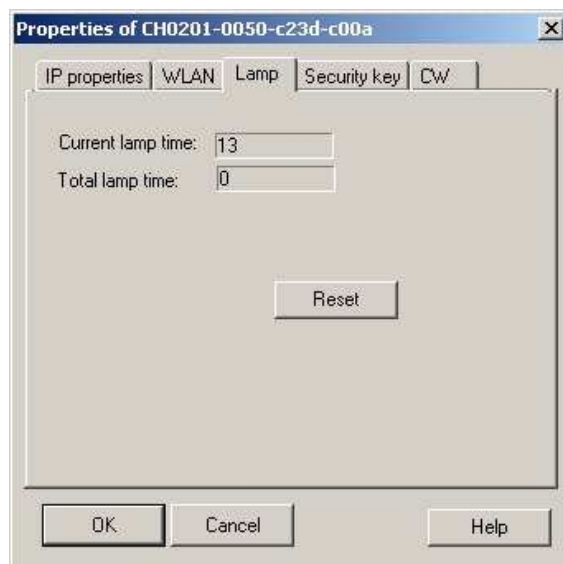 Properties of CH0201-0050-c23d-c00a
IP properties WLAN Lamp Security key CW
Current lamp time: 13
Total lamp time: 0
Reset
OK Cancel Help